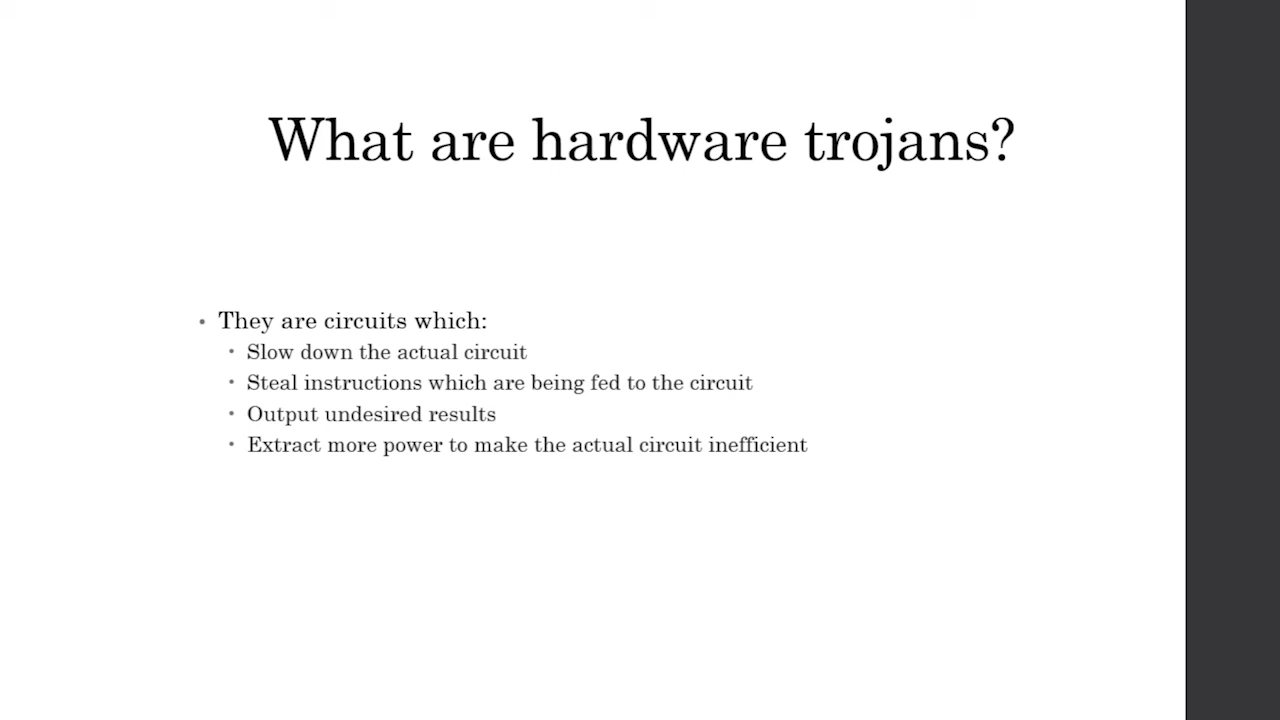 What are hardware trojans?
• They are circuits which:
• Slow down the actual circuit
• Steal instructions which are being fed to the circuit
• Output undesired results
• Extract more power to make the actual circuit inefficient